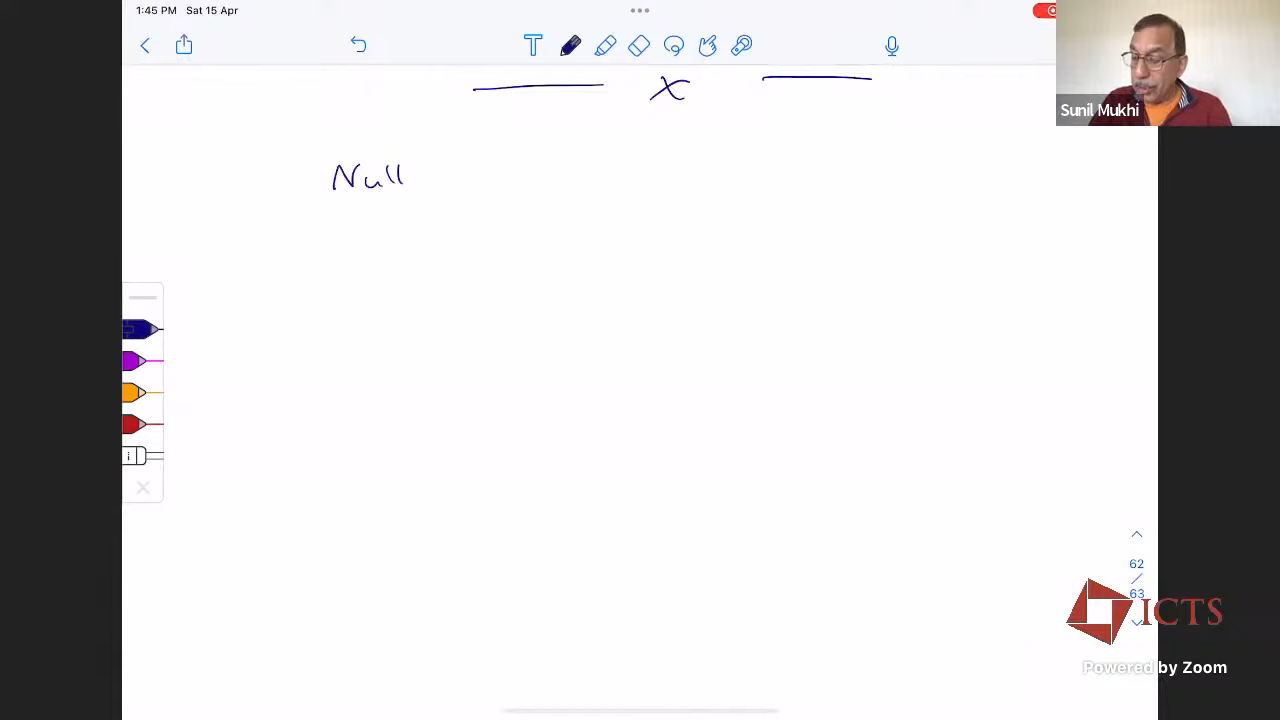 1:45 PM Sat 15 Apr
T
x
Sunil Mukhi
Null
i
62
/
63
ICTS
Powered by Zoom